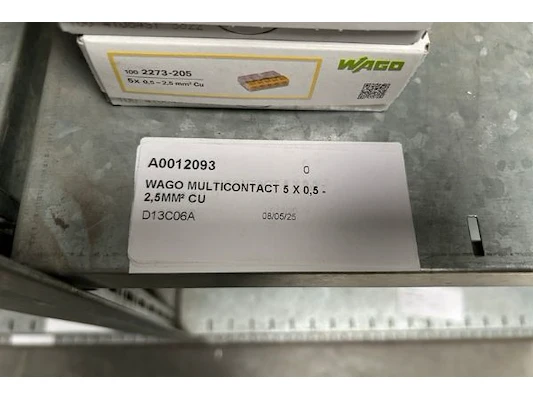 WAGO
100 2273-205
5x 0,5 – 2,5 mm² Cu
A0012093 0
WAGO MULTICONTACT 5 X 0,5 -
2,5MM² CU
D13C06A 08/05/25